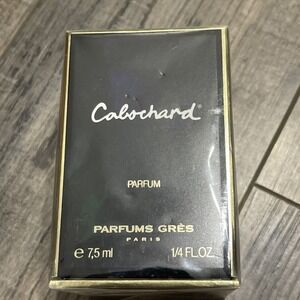 Cabochard®
PARFUM
PARFUMS GRÈS
PARIS
℮ 7,5 ml 1/4 FL.OZ.